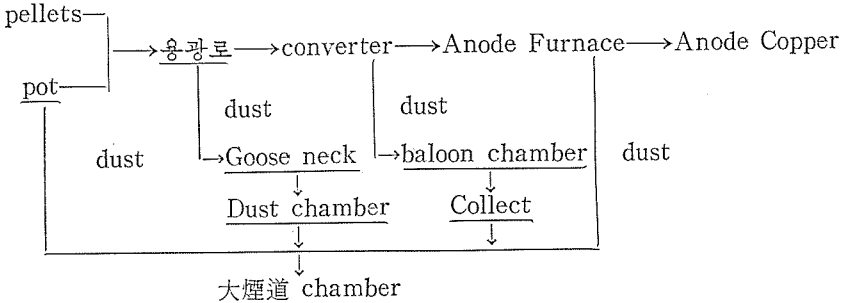 pellets
용광로 converter Anode Furnace Anode Copper
pot
dust dust
dust Goose neck baloon chamber dust
Dust chamber Collect
大煙道 chamber